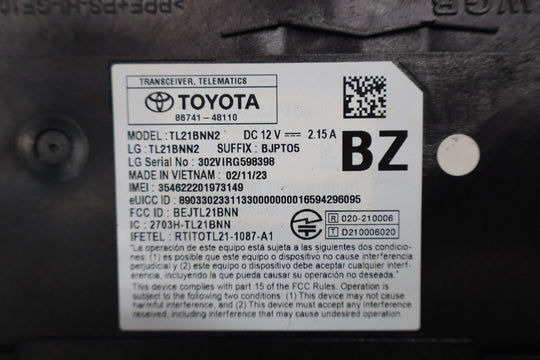 >PPE+PS-HI-GF10
TRANSCEIVER, TELEMATICS
TOYOTA
86741-48110
MODEL: TL21BNN2 DC 12 V 2.15 A
LG: TL21BNN2 SUFFIX: BJPT05
LG Serial No: 302VIRG598398
MADE IN VIETNAM 02/11/23
BZ
IMEI: 354622201973149
eUICC ID: 89033023311330000000016594296095
FCC ID: BEJTL21BNN
R 020-210006
IC: 2703H-TL21BNN
T D210006020
IFETEL: RTITOTL21-1087-A1
"La operación de este equipo está sujeta a las siguientes dos condicio-
nes: (1) es posible que este equipo o dispositivo no cause interferencia
perjudicial y (2) este equipo o dispositivo debe aceptar cualquier interfer-
encia, incluyendo la que pueda causar su operación no deseada."
This device complies with part 15 of the FCC Rules. Operation is
subject to the following two conditions: (1) This device may not cause
harmful interference, and (2) This device must accept any interference
received, including interference that may cause undesired operation.